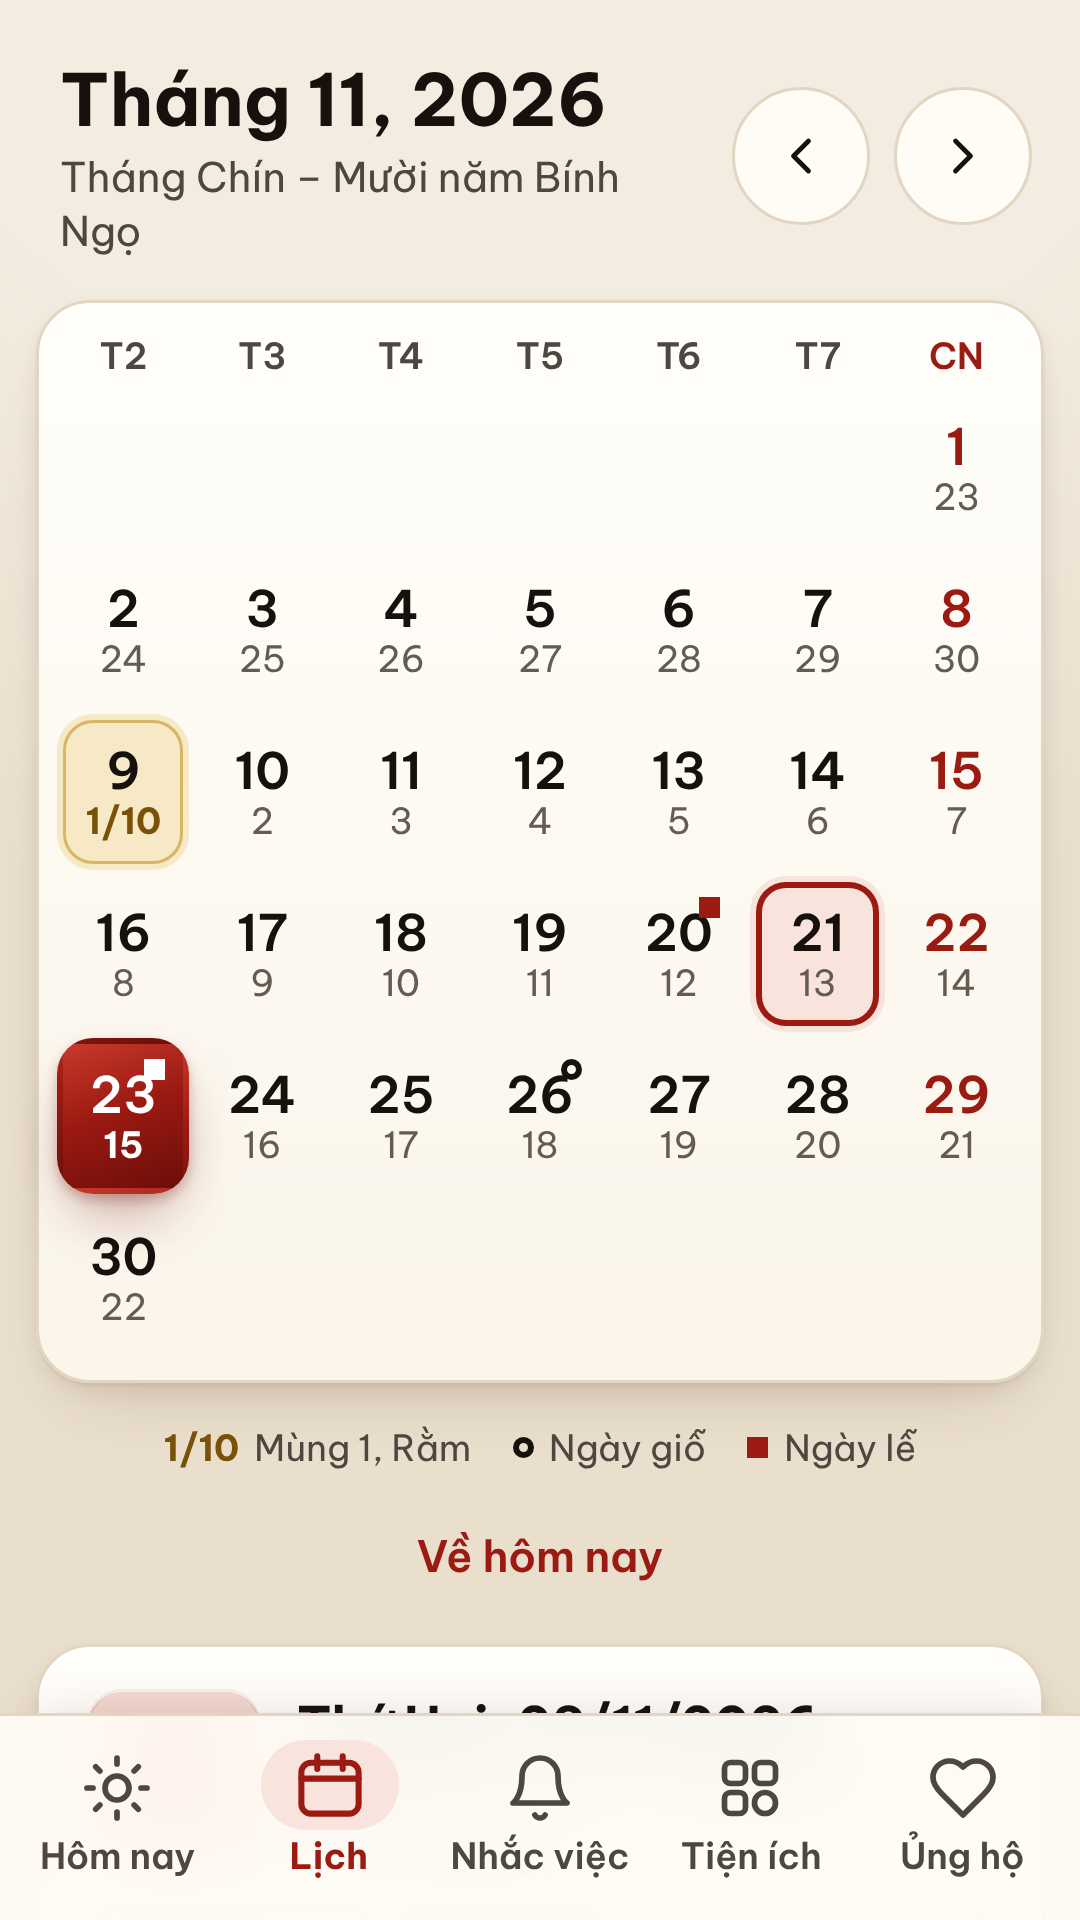 Tháng 11, 2026
Tháng Chín – Mười năm Bính
Ngọ
T2 T3 T4 T5 T6 T7 CN
1
23
2 3 4 5 6 7 8
24 25 26 27 28 29 30
9 10 11 12 13 14 15
1/10 2 3 4 5 6 7
16 17 18 19 20 21 22
8 9 10 11 12 13 14
23 24 25 26 27 28 29
15 16 17 18 19 20 21
30
22
1/10 Mùng 1, Rằm Ngày giỗ Ngày lễ
Về hôm nay
Hôm nay Lịch Nhắc việc Tiện ích Ủng hộ